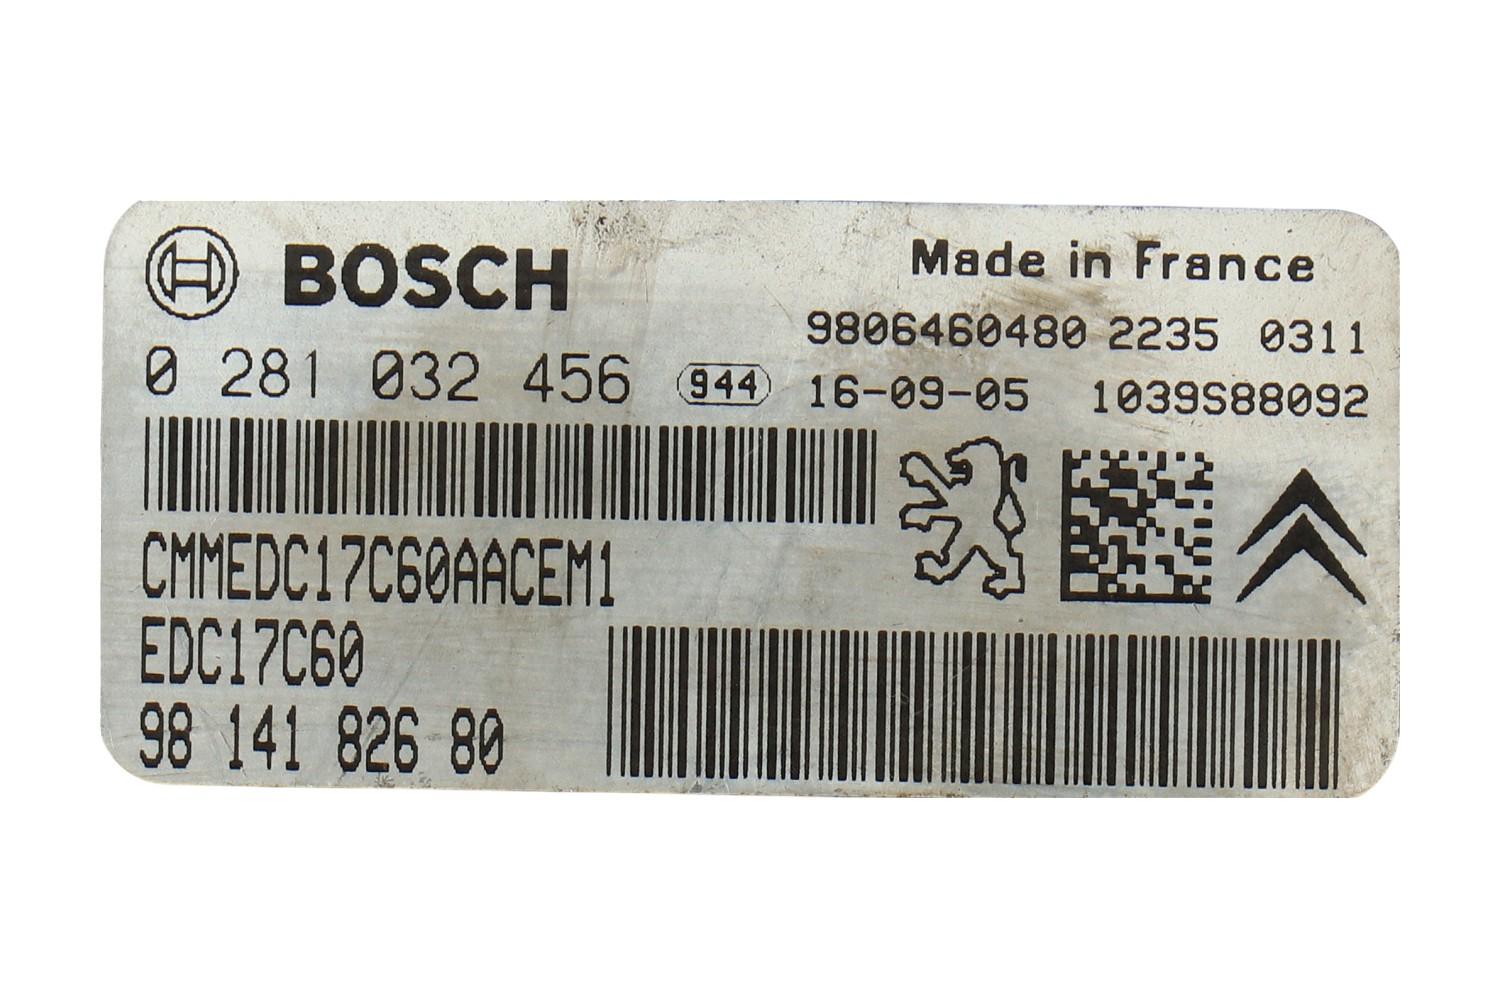 BOSCH
Made in France
9806460480 2235 0311
0 281 032 456 944 16-09-05 1039S88092
CMMEDC17C60AACEM1
EDC17C60
98 141 826 80